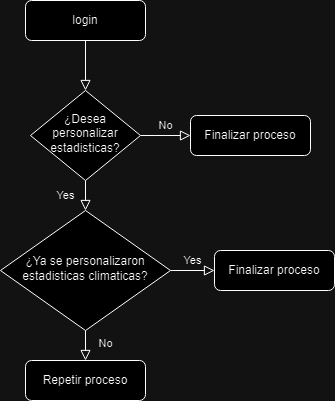 login
¿Desea
personalizar
estadisticas?
No
Finalizar proceso
Yes
¿Ya se personalizaron
estadisticas climaticas?
Yes
Finalizar proceso
No
Repetir proceso